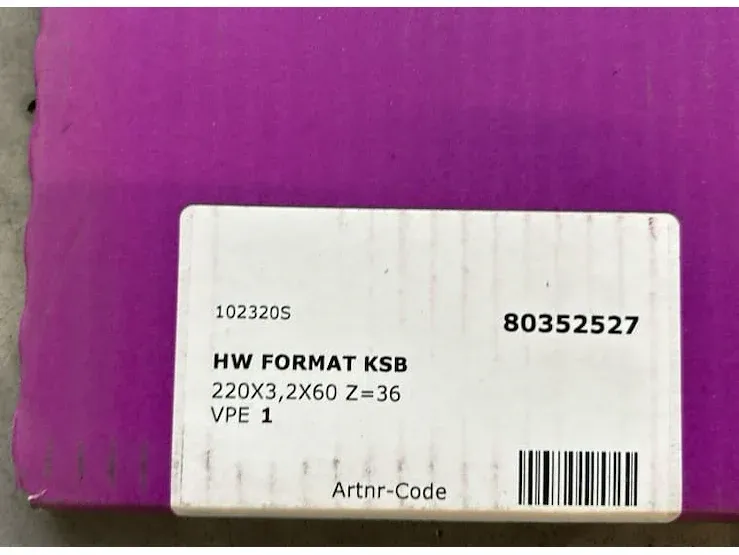 102320S
80352527
HW FORMAT KSB
220X3,2X60 Z=36
VPE 1
Artnr-Code